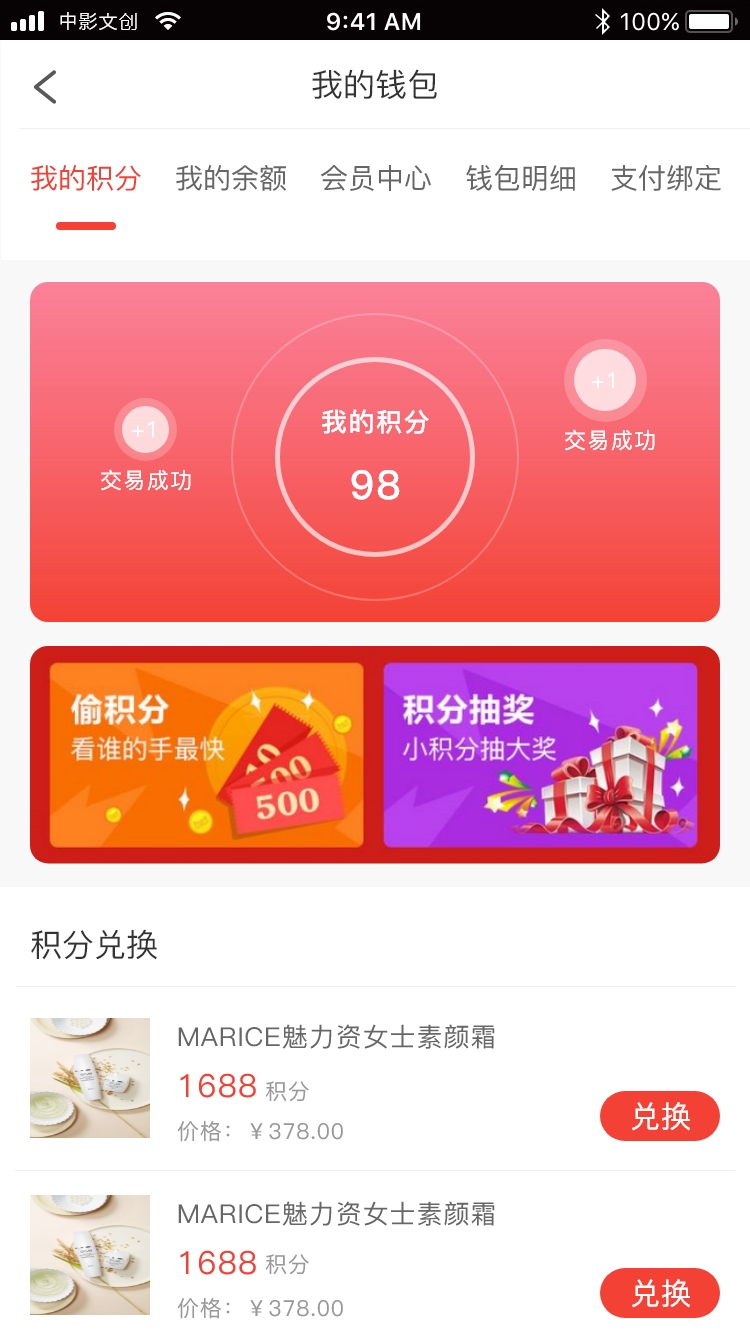 中影文创 9:41 AM 100%
我的钱包
我的积分 我的余额 会员中心 钱包明细 支付绑定
+1
交易成功
我的积分
98
+1
交易成功
偷积分
看谁的手最快
500
500
积分抽奖
小积分抽大奖
积分兑换
MARICE魅力资女士素颜霜
1688 积分
价格：￥378.00
兑换
MARICE魅力资女士素颜霜
1688 积分
价格：￥378.00
兑换